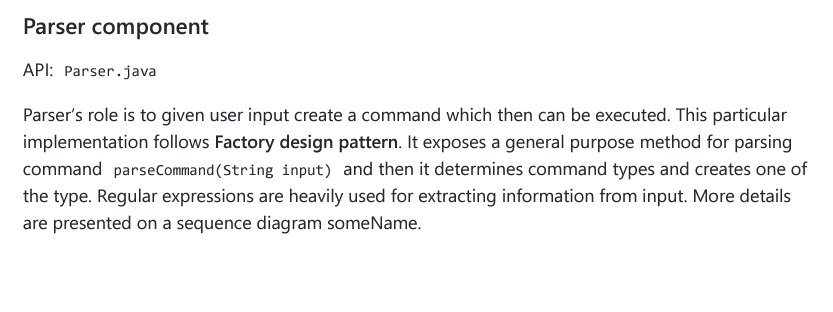 Parser component
API: Parser.java
Parser's role is to given user input create a command which then can be executed. This particular
implementation follows Factory design pattern. It exposes a general purpose method for parsing
command parseCommand(String input) and then it determines command types and creates one of
the type. Regular expressions are heavily used for extracting information from input. More details
are presented on a sequence diagram someName.